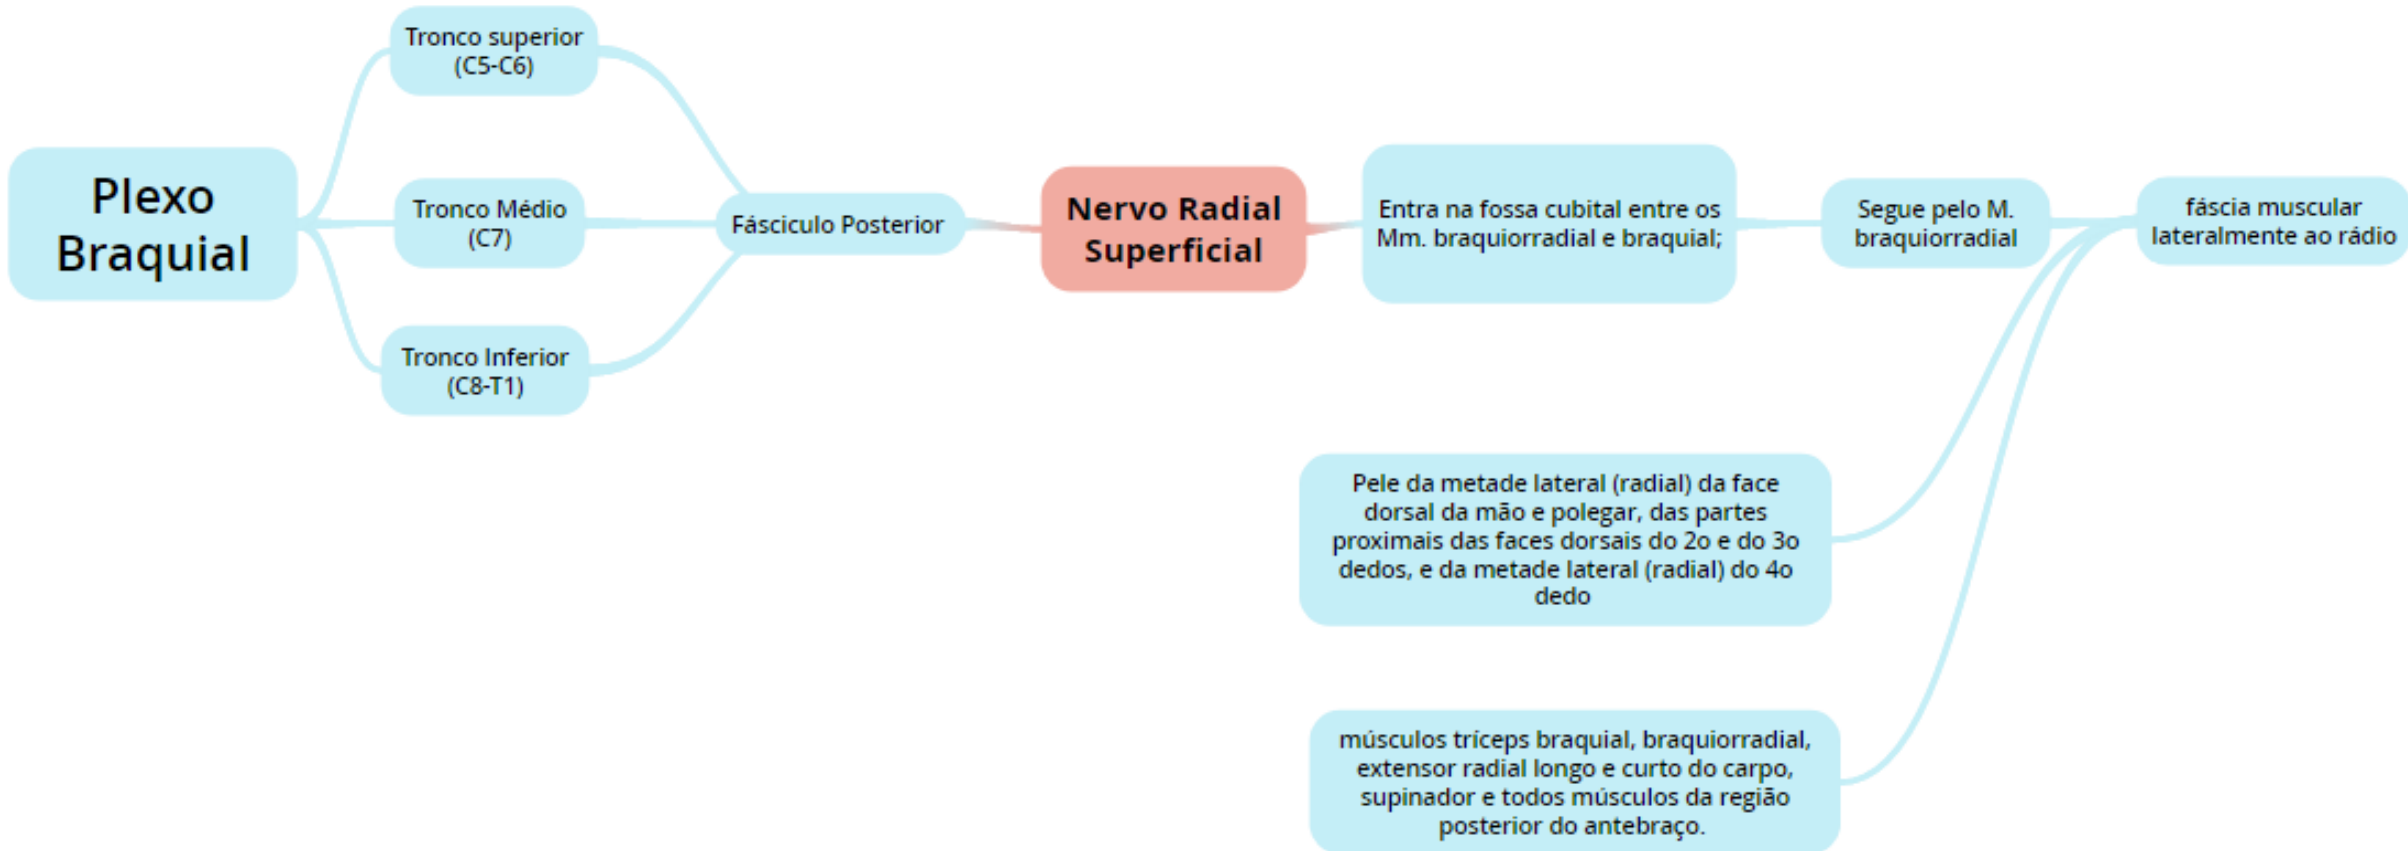 Plexo
Braquial
Tronco superior
(C5-C6)
Tronco Médio
(C7)
Tronco Inferior
(C8-T1)
Fásciculo Posterior
Nervo Radial
Superficial
Entra na fossa cubital entre os
Mm. braquiorradial e braquial;
Segue pelo M.
braquiorradial
fáscia muscular
lateralmente ao rádio
Pele da metade lateral (radial) da face
dorsal da mão e polegar, das partes
proximais das faces dorsais do 2o e do 3o
dedos, e da metade lateral (radial) do 4o
dedo
músculos tríceps braquial, braquiorradial,
extensor radial longo e curto do carpo,
supinador e todos músculos da região
posterior do antebraço.